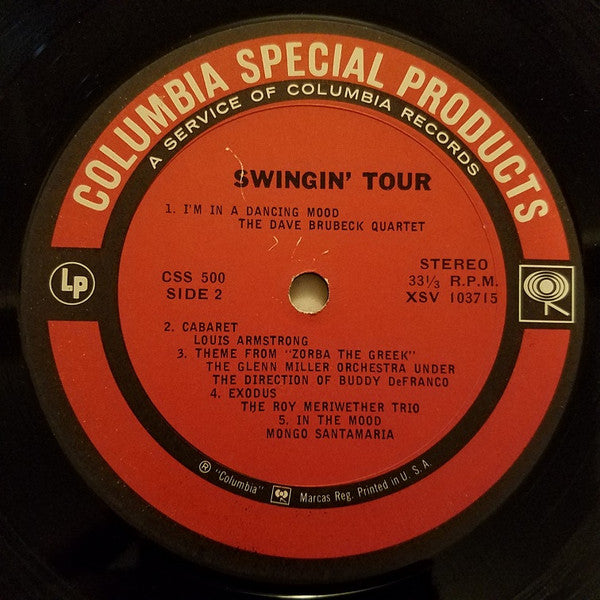 COLUMBIA SPECIAL PRODUCTS
A SERVICE OF COLUMBIA RECORDS
SWINGIN' TOUR
1. I'M IN A DANCING MOOD
THE DAVE BRUBECK QUARTET
LP
CSS 500
SIDE 2
STEREO
33⅓ R.P.M.
XSV 103715
2. CABARET
LOUIS ARMSTRONG
3. THEME FROM "ZORBA THE GREEK"
THE GLENN MILLER ORCHESTRA UNDER
THE DIRECTION OF BUDDY DeFRANCO
4. EXODUS
THE ROY MERIWETHER TRIO
5. IN THE MOOD
MONGO SANTAMARIA
® "Columbia" Marcas Reg. Printed in U. S. A.